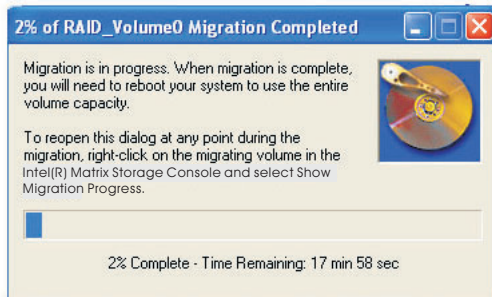 2% of RAID_Volume0 Migration Completed
Migration is in progress. When migration is complete,
you will need to reboot your system to use the entire
volume capacity.
To reopen this dialog at any point during the
migration, right-click on the migrating volume in the
Intel(R) Matrix Storage Console and select Show
Migration Progress.
2% Complete - Time Remaining: 17 min 58 sec